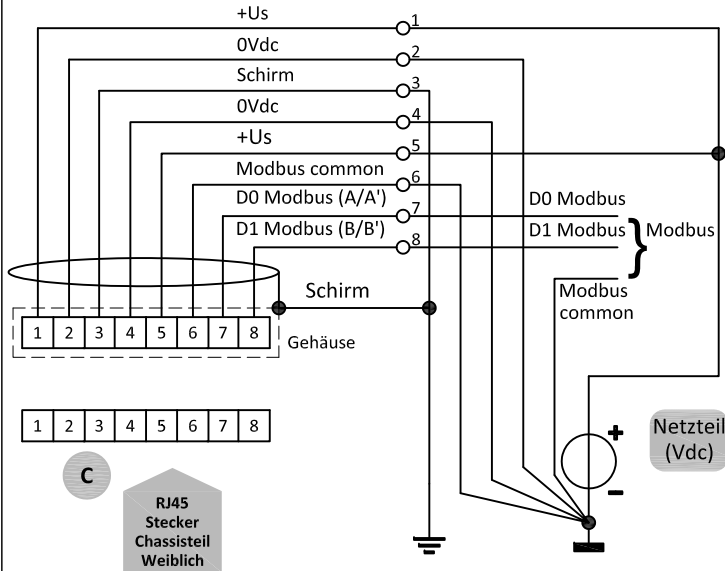 +Us
1
0Vdc
2
Schirm
3
0Vdc
4
+Us
5
Modbus common
6
D0 Modbus (A/A')
7
D0 Modbus
D1 Modbus (B/B')
8
D1 Modbus
} Modbus
Modbus
common
Schirm
1 2 3 4 5 6 7 8
Gehäuse
1 2 3 4 5 6 7 8
+
Netzteil
(Vdc)
–
C
RJ45
Stecker
Chassisteil
Weiblich